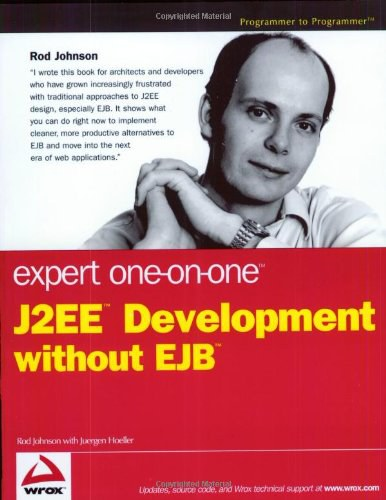 Copyrighted Material
Programmer to Programmer™
Rod Johnson
"I wrote this book for architects and developers
who have grown increasingly frustrated
with traditional approaches to J2EE
design, especially EJB. It shows what
you can do right now to implement
cleaner, more productive alternatives to
EJB and move into the next
era of web applications."
expert one-on-one™
J2EE™ Development
without EJB™
Rod Johnson with Juergen Hoeller
wrox™
Updates, source code, and Wrox technical support at www.wrox.com
Copyrighted Material